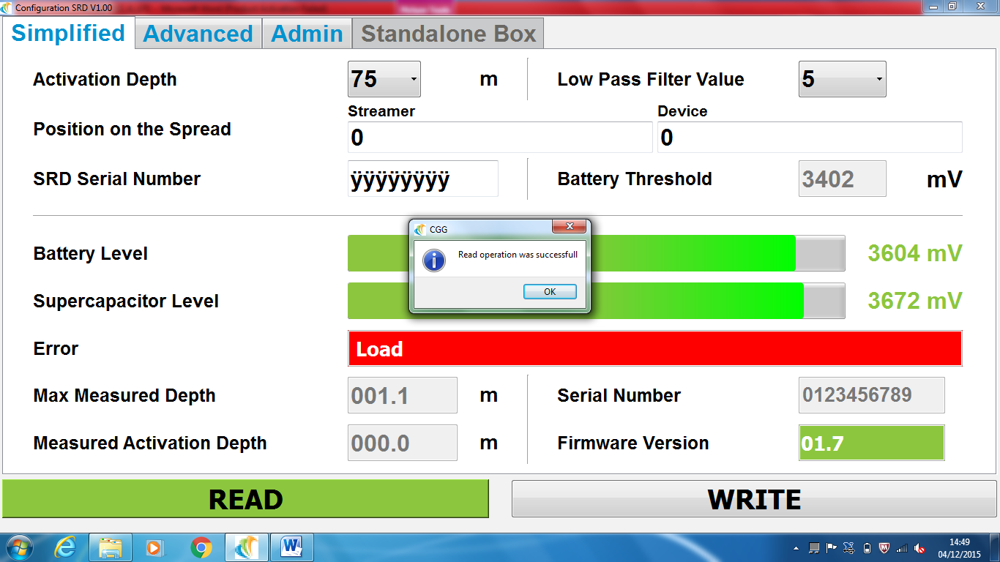 Configuration SRD V1.00
Simplified Advanced Admin Standalone Box
Activation Depth 75 m Low Pass Filter Value 5
Streamer Device
Position on the Spread 0 0
SRD Serial Number ÿÿÿÿÿÿÿÿ Battery Threshold 3402 mV
CGG
Read operation was successfull
OK
Battery Level 3604 mV
Supercapacitor Level 3672 mV
Error Load
Max Measured Depth 001.1 m Serial Number 0123456789
Measured Activation Depth 000.0 m Firmware Version 01.7
READ WRITE
14:49
04/12/2015